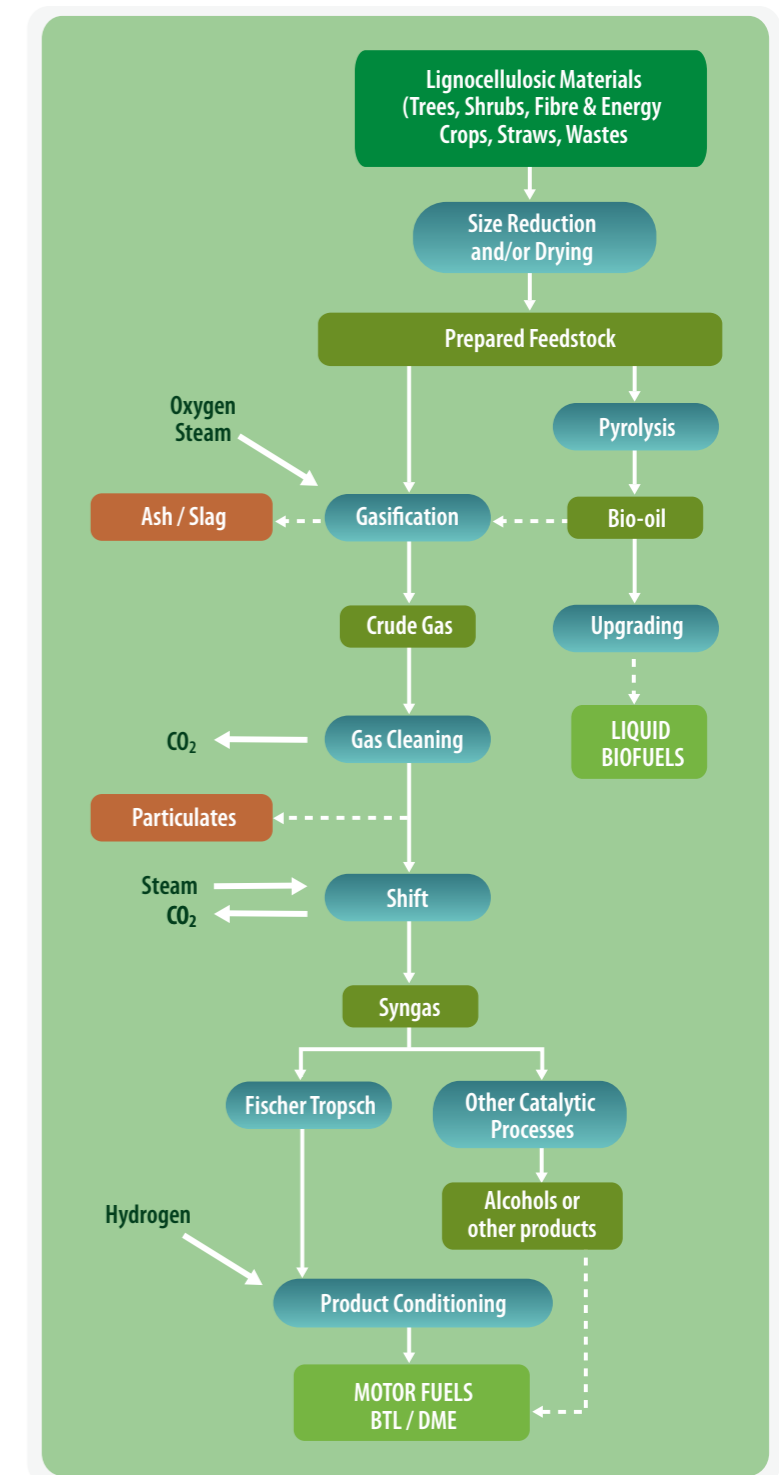 Lignocellulosic Materials
(Trees, Shrubs, Fibre & Energy
Crops, Straws, Wastes
Size Reduction
and/or Drying
Prepared Feedstock
Oxygen
Steam
Pyrolysis
Ash / Slag
Gasification
Bio-oil
Crude Gas
Upgrading
CO₂
Gas Cleaning
LIQUID
BIOFUELS
Particulates
Steam
CO₂
Shift
Syngas
Fischer Tropsch
Other Catalytic
Processes
Alcohols or
other products
Hydrogen
Product Conditioning
MOTOR FUELS
BTL / DME